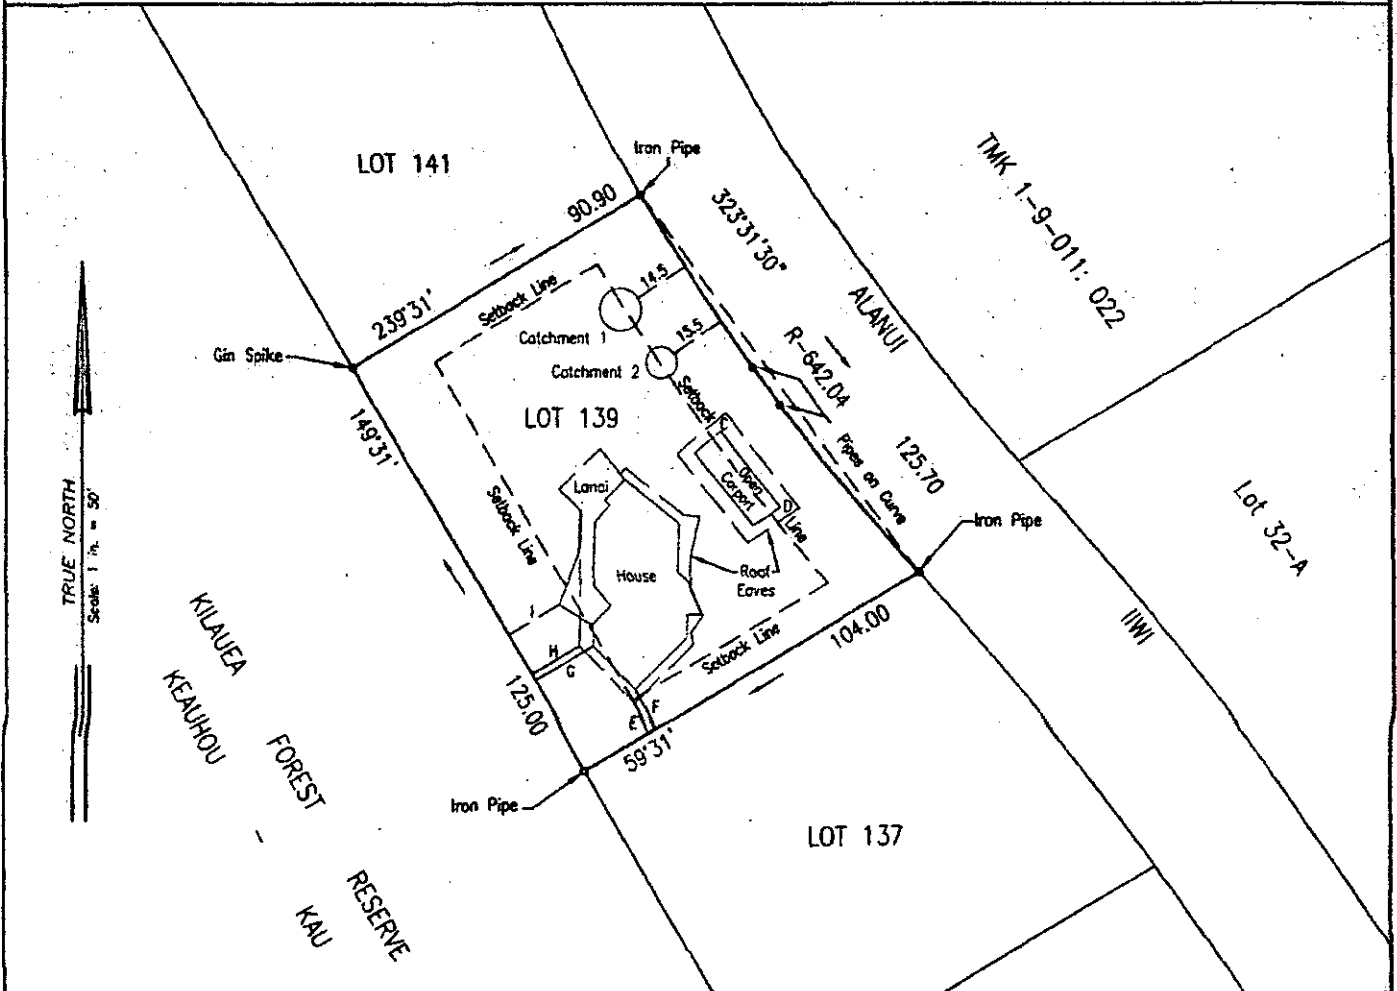 LOT 141
Iron Pipe
90.90
323°31'30"
TMK 1-9-011: 022
239°31'
Setback Line
14.5
ALANUI
Catchment 1
15.5
R-642.04
Gin Spike
Catchment 2
Setback
LOT 139
C
149°31'
125.70
Pipes on Curve
TRUE NORTH
Scale: 1 in. = 50'
Lanai
Open
Carport
D
Line
Setback Line
Iron Pipe
Lot 32-A
House
Roof
Eaves
KILAUEA
I
104.00
IIWI
H
G
Setback Line
KEAUHOU
125.00
E
F
59°31'
FOREST
Iron Pipe
-
LOT 137
RESERVE
KAU